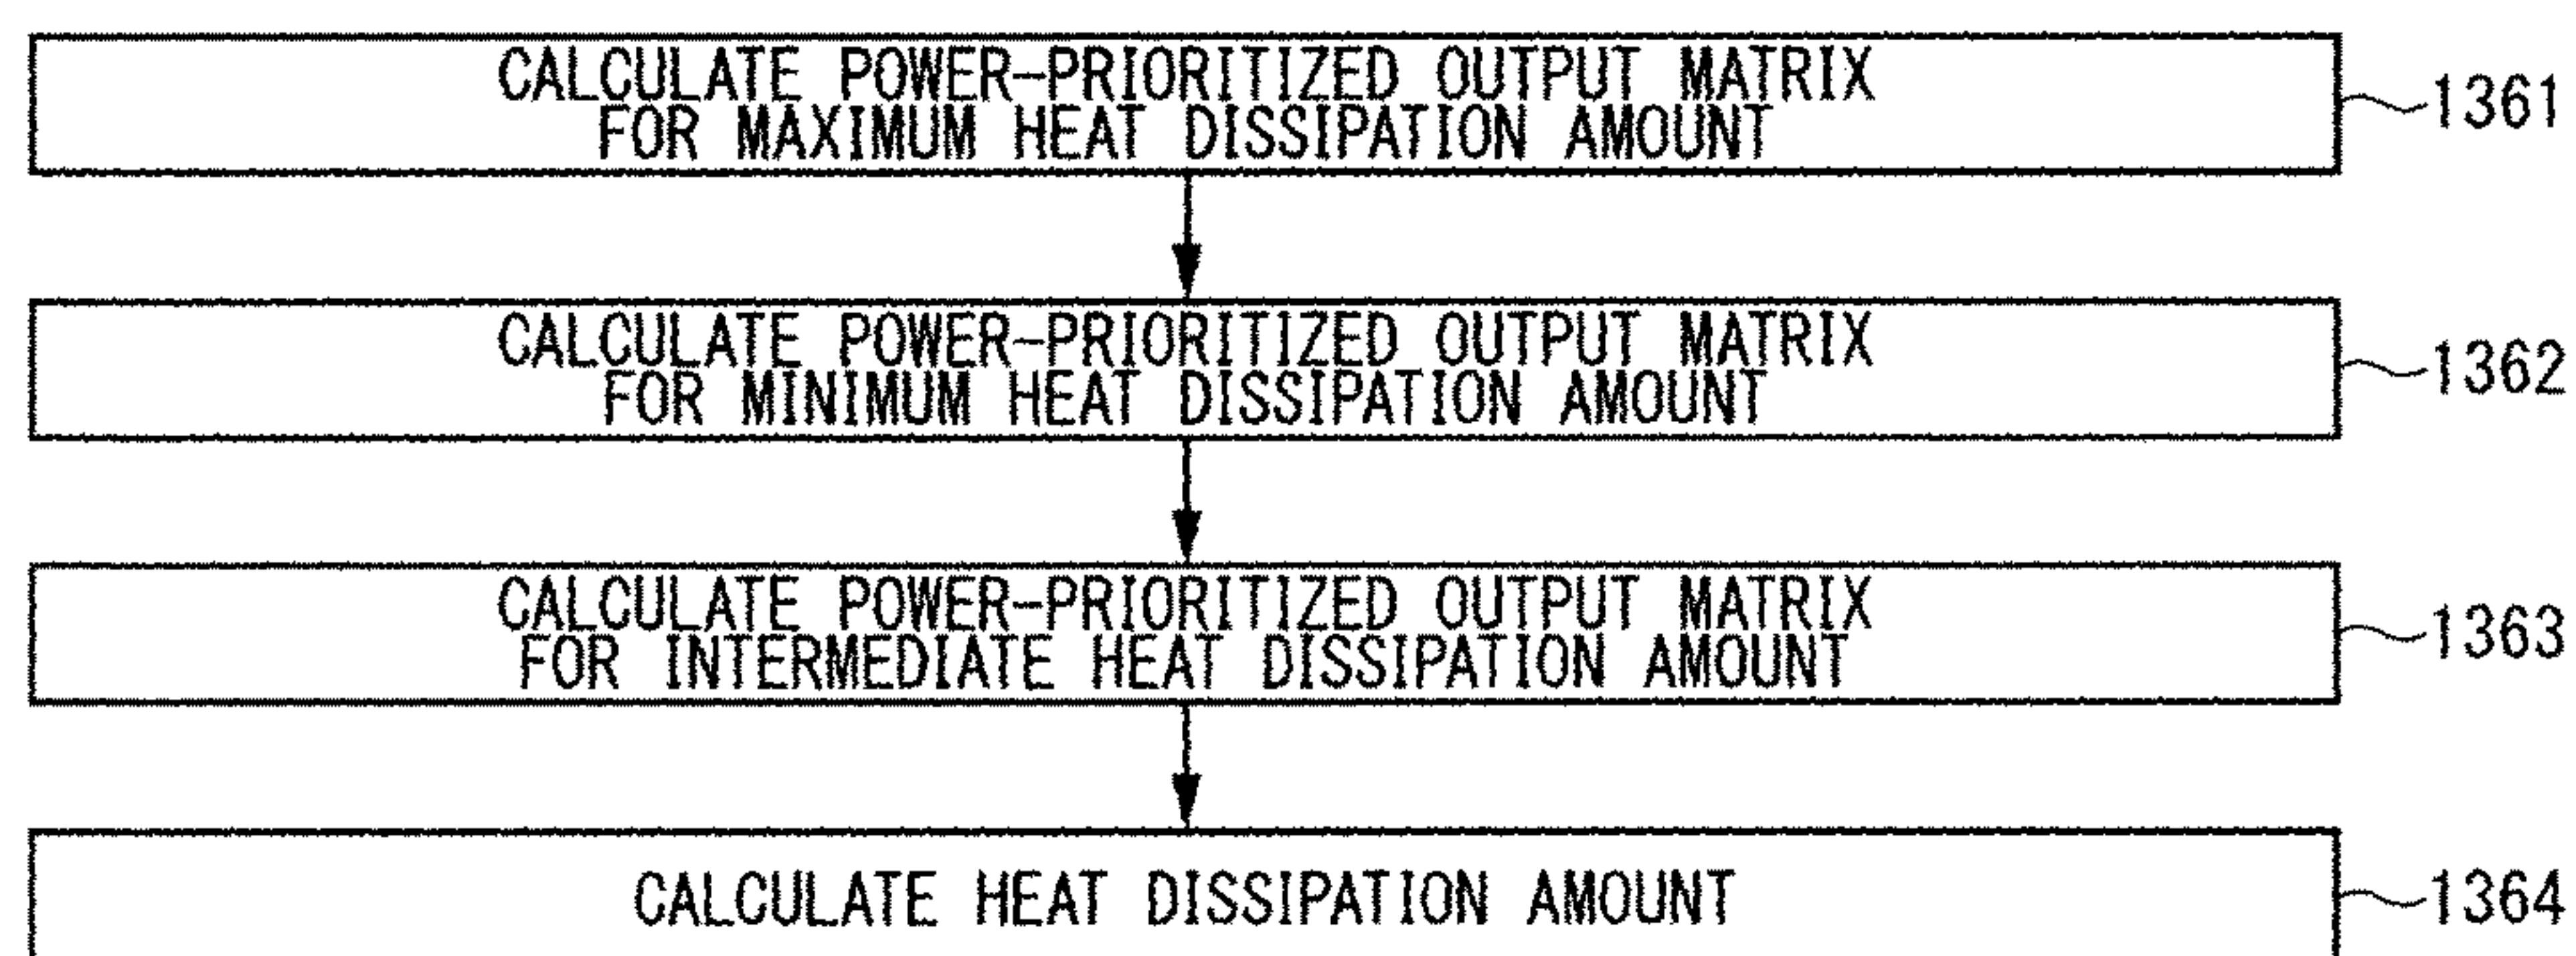 CALCULATE POWER-PRIORITIZED OUTPUT MATRIX
FOR MAXIMUM HEAT DISSIPATION AMOUNT
1361
CALCULATE POWER-PRIORITIZED OUTPUT MATRIX
FOR MINIMUM HEAT DISSIPATION AMOUNT
1362
CALCULATE POWER-PRIORITIZED OUTPUT MATRIX
FOR INTERMEDIATE HEAT DISSIPATION AMOUNT
1363
CALCULATE HEAT DISSIPATION AMOUNT
1364